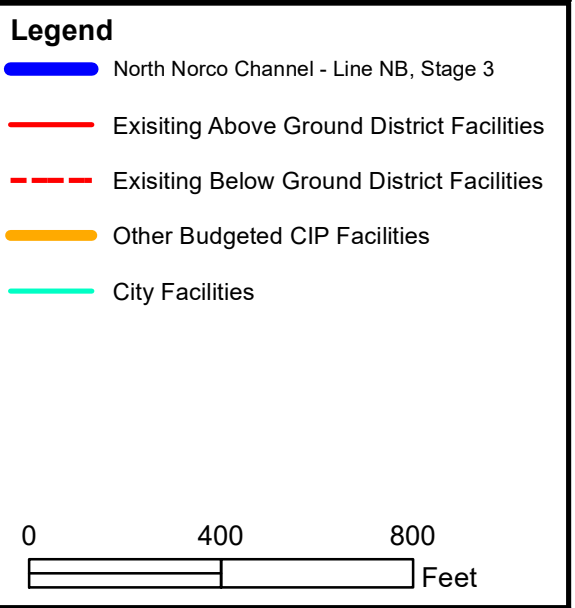 Legend
North Norco Channel - Line NB, Stage 3
Exisiting Above Ground District Facilities
Exisiting Below Ground District Facilities
Other Budgeted CIP Facilities
City Facilities
0 400 800
Feet